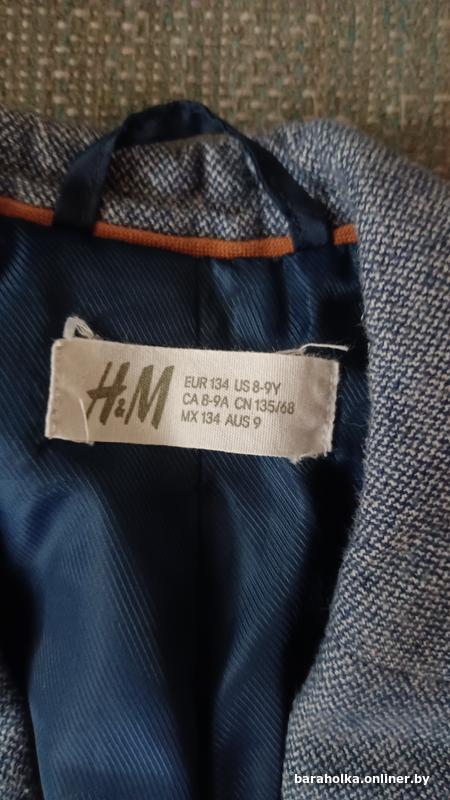 H&M
EUR 134 US 8-9Y
CA 8-9A CN 135/68
MX 134 AUS 9
baraholka.onliner.by